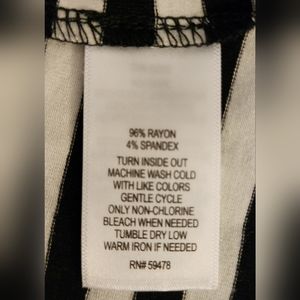 96% RAYON
4% SPANDEX
TURN INSIDE OUT
MACHINE WASH COLD
WITH LIKE COLORS
GENTLE CYCLE
ONLY NON-CHLORINE
BLEACH WHEN NEEDED
TUMBLE DRY LOW
WARM IRON IF NEEDED
RN# 59478